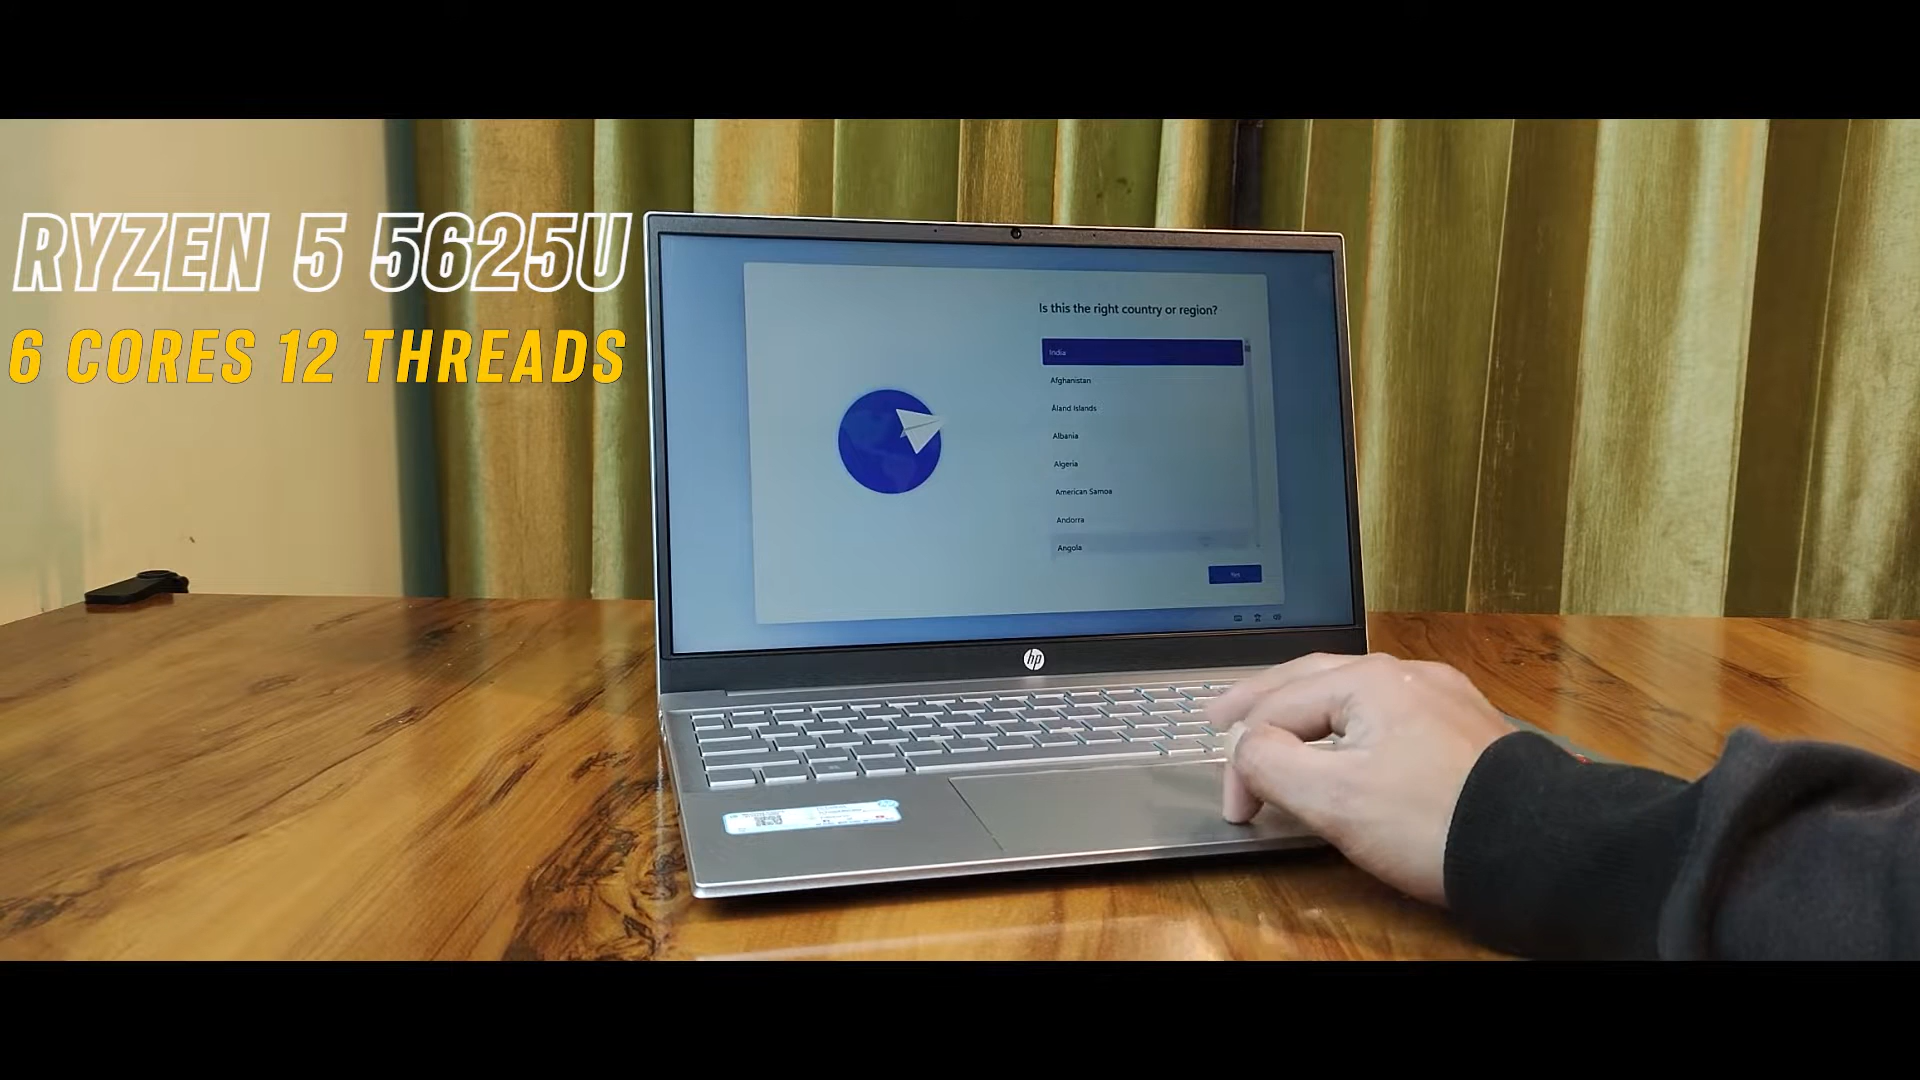 RYZEN 5 5625U
6 CORES 12 THREADS
Is this the right country or region?
India
Afghanistan
Åland Islands
Albania
Algeria
American Samoa
Andorra
Angola
Yes
hp